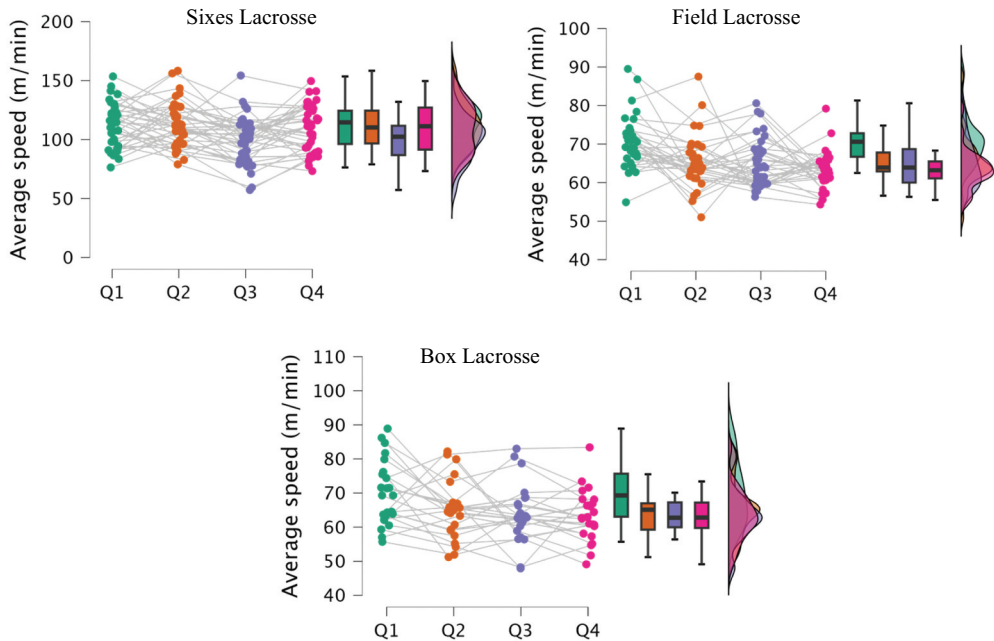 Sixes Lacrosse
Average speed (m/min)
200
150
100
50
0
Q1 Q2 Q3 Q4
Field Lacrosse
Average speed (m/min)
100
90
80
70
60
50
40
Q1 Q2 Q3 Q4
Box Lacrosse
Average speed (m/min)
110
100
90
80
70
60
50
40
Q1 Q2 Q3 Q4